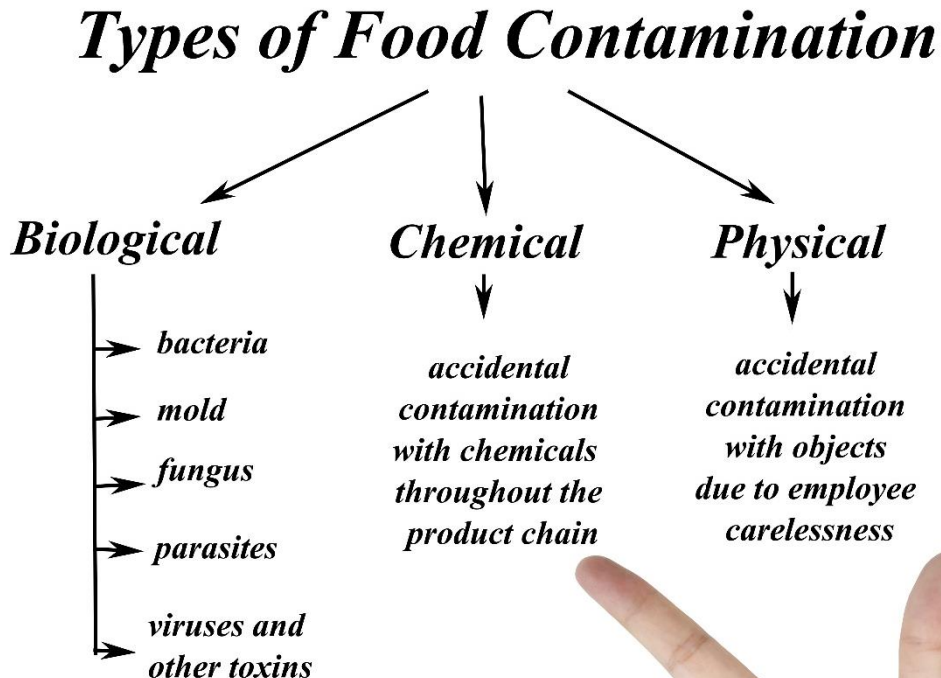 Types of Food Contamination
Biological
bacteria
mold
fungus
parasites
viruses and
other toxins
Chemical
accidental
contamination
with chemicals
throughout the
product chain
Physical
accidental
contamination
with objects
due to employee
carelessness